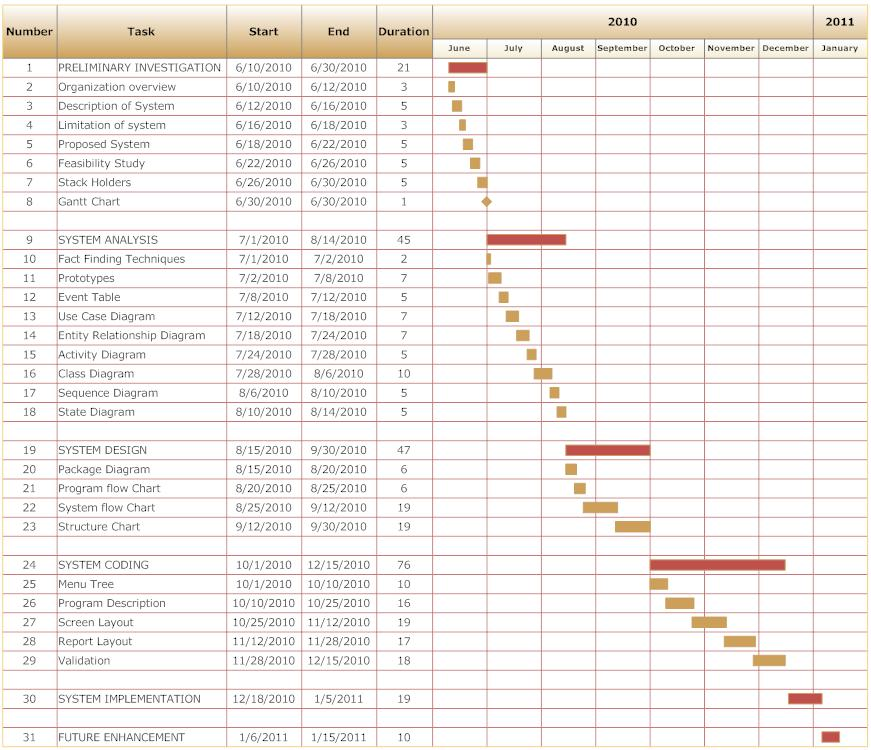 2010 2011
Number Task Start End Duration
June July August September October November December January
1 PRELIMINARY INVESTIGATION 6/10/2010 6/30/2010 21
2 Organization overview 6/10/2010 6/12/2010 3
3 Description of System 6/12/2010 6/16/2010 5
4 Limitation of system 6/16/2010 6/18/2010 3
5 Proposed System 6/18/2010 6/22/2010 5
6 Feasibility Study 6/22/2010 6/26/2010 5
7 Stack Holders 6/26/2010 6/30/2010 5
8 Gantt Chart 6/30/2010 6/30/2010 1
9 SYSTEM ANALYSIS 7/1/2010 8/14/2010 45
10 Fact Finding Techniques 7/1/2010 7/2/2010 2
11 Prototypes 7/2/2010 7/8/2010 7
12 Event Table 7/8/2010 7/12/2010 5
13 Use Case Diagram 7/12/2010 7/18/2010 7
14 Entity Relationship Diagram 7/18/2010 7/24/2010 7
15 Activity Diagram 7/24/2010 7/28/2010 5
16 Class Diagram 7/28/2010 8/6/2010 10
17 Sequence Diagram 8/6/2010 8/10/2010 5
18 State Diagram 8/10/2010 8/14/2010 5
19 SYSTEM DESIGN 8/15/2010 9/30/2010 47
20 Package Diagram 8/15/2010 8/20/2010 6
21 Program flow Chart 8/20/2010 8/25/2010 6
22 System flow Chart 8/25/2010 9/12/2010 19
23 Structure Chart 9/12/2010 9/30/2010 19
24 SYSTEM CODING 10/1/2010 12/15/2010 76
25 Menu Tree 10/1/2010 10/10/2010 10
26 Program Description 10/10/2010 10/25/2010 16
27 Screen Layout 10/25/2010 11/12/2010 19
28 Report Layout 11/12/2010 11/28/2010 17
29 Validation 11/28/2010 12/15/2010 18
30 SYSTEM IMPLEMENTATION 12/18/2010 1/5/2011 19
31 FUTURE ENHANCEMENT 1/6/2011 1/15/2011 10